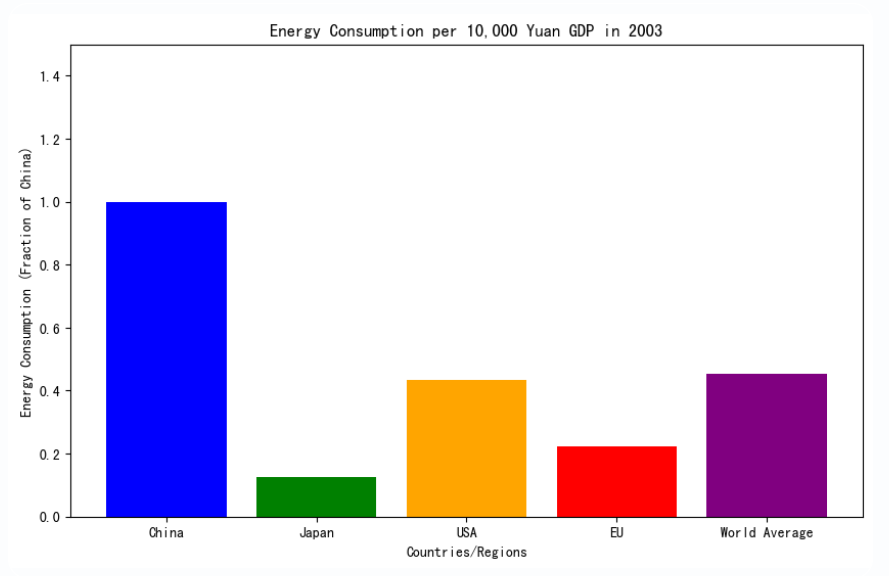 Energy Consumption per 10,000 Yuan GDP in 2003
Energy Consumption (Fraction of China)
1.4
1.2
1.0
0.8
0.6
0.4
0.2
0.0
China Japan USA EU World Average
Countries/Regions